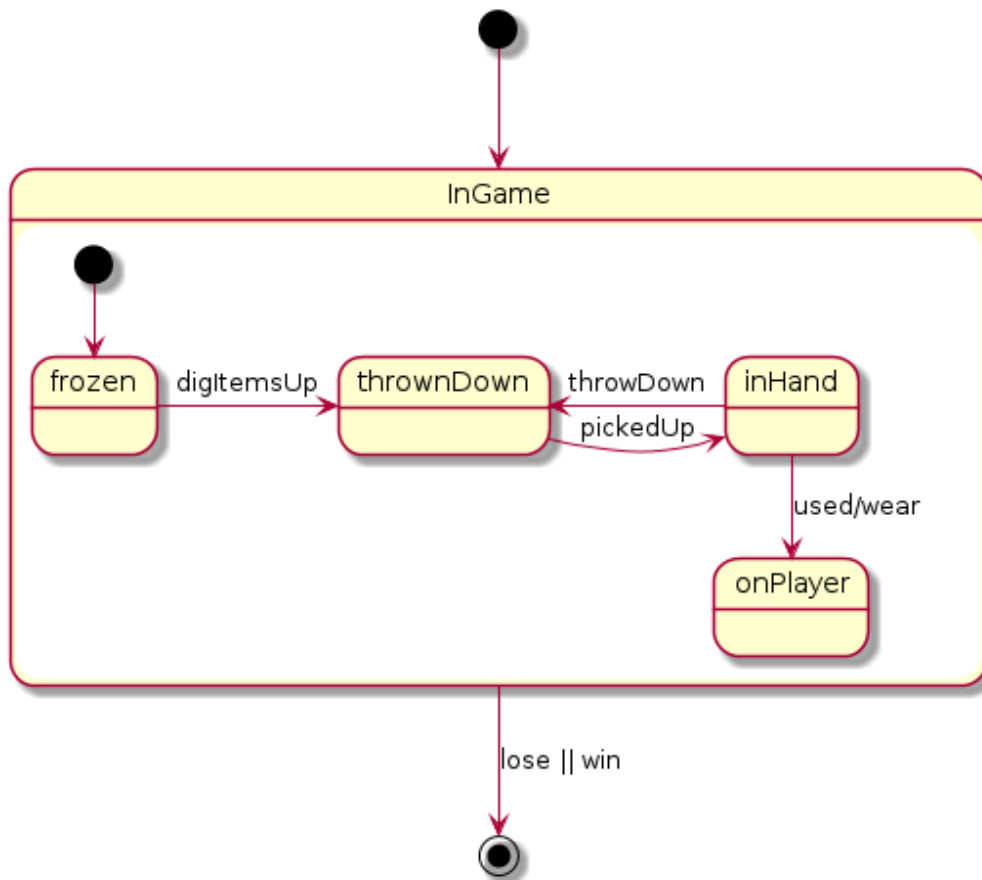 InGame
frozen
digItemsUp
thrownDown
throwDown
inHand
pickedUp
used/wear
onPlayer
lose || win